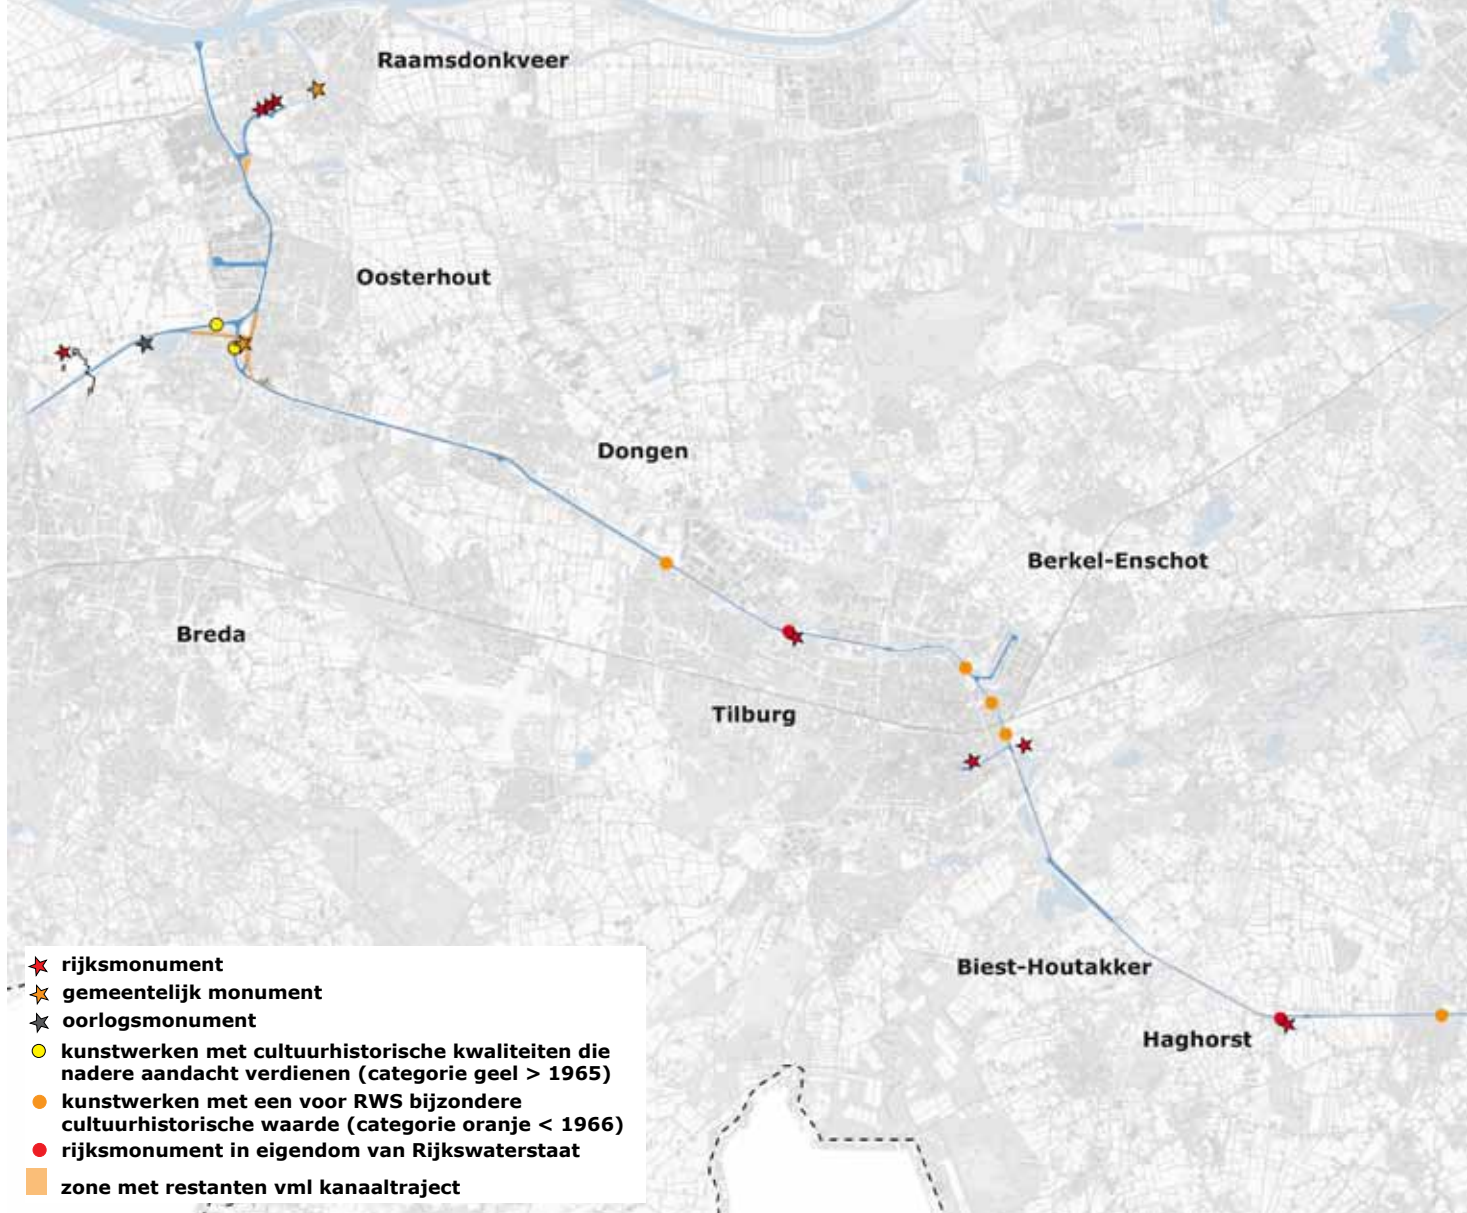 Raamsdonkveer
Oosterhout
Dongen
Berkel-Enschot
Breda
Tilburg
Biest-Houtakker
Haghorst
rijksmonument
gemeentelijk monument
oorlogsmonument
kunstwerken met cultuurhistorische kwaliteiten die
nadere aandacht verdienen (categorie geel > 1965)
kunstwerken met een voor RWS bijzondere
cultuurhistorische waarde (categorie oranje < 1966)
rijksmonument in eigendom van Rijkswaterstaat
zone met restanten vml kanaaltraject